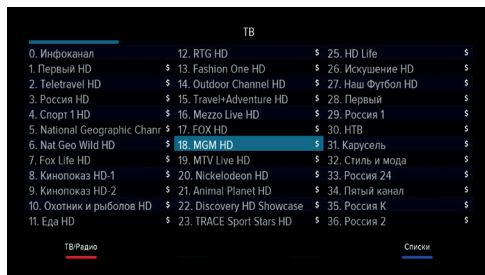 ТВ
0. Инфоканал
1. Первый HD $
2. Teletravel HD $
3. Россия HD $
4. Спорт 1 HD $
5. National Geographic Chanr $
6. Nat Geo Wild HD $
7. Fox Life HD $
8. Кинопоказ HD-1 $
9. Кинопоказ HD-2 $
10. Охотник и рыболов HD $
11. Еда HD $
12. RTG HD $
13. Fashion One HD $
14. Outdoor Channel HD $
15. Travel+Adventure HD $
16. Mezzo Live HD $
17. FOX HD $
18. MGM HD $
19. MTV Live HD $
20. Nickelodeon HD $
21. Animal Planet HD $
22. Discovery HD Showcase $
23. TRACE Sport Stars HD $
25. HD Life $
26. Искушение HD $
27. Наш Футбол HD $
28. Первый $
29. Россия 1 $
30. НТВ $
31. Карусель $
32. Стиль и мода $
33. Россия 24 $
34. Пятый канал $
35. Россия К $
36. Россия 2 $
ТВ/Радио
Списки